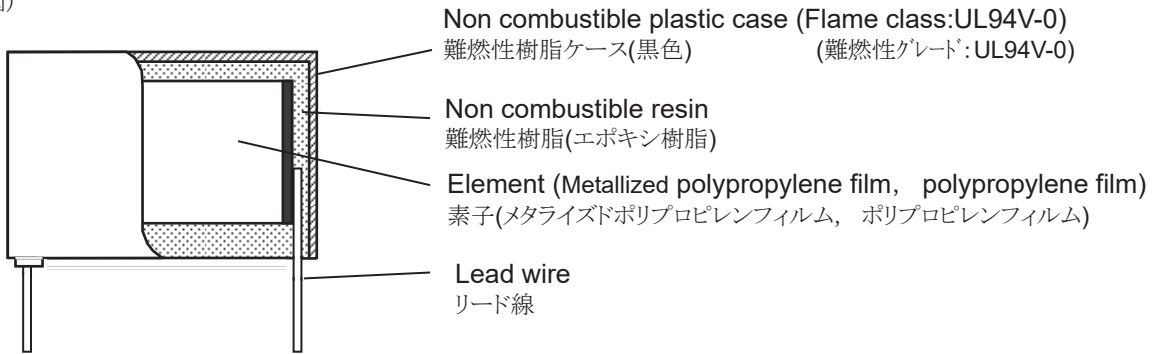 Non combustible plastic case (Flame class:UL94V-0)
難燃性樹脂ケース(黒色) (難燃性グレード:UL94V-0)
Non combustible resin
難燃性樹脂(エポキシ樹脂)
Element (Metallized polypropylene film, polypropylene film)
素子(メタライズドポリプロピレンフィルム, ポリプロピレンフィルム)
Lead wire
リード線